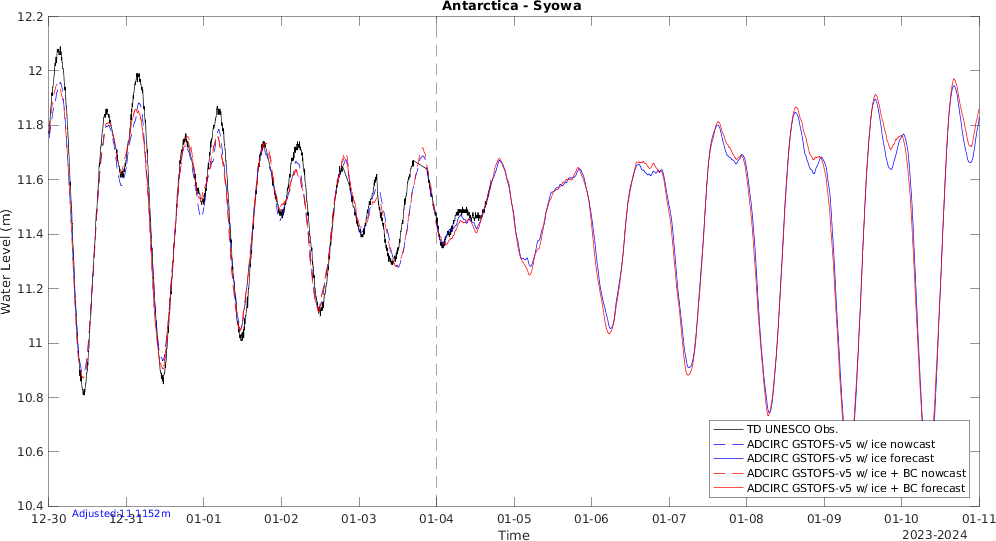 Antarctica - Syowa
12.2
12
11.8
11.6
11.4
11.2
11
10.8
10.6
10.4
Water Level (m)
TD UNESCO Obs.
ADCIRC GSTOFS-v5 w/ ice nowcast
ADCIRC GSTOFS-v5 w/ ice forecast
ADCIRC GSTOFS-v5 w/ ice + BC nowcast
ADCIRC GSTOFS-v5 w/ ice + BC forecast
Adjusted:11.1152m
12-30 12-31 01-01 01-02 01-03 01-04 01-05 01-06 01-07 01-08 01-09 01-10 01-11
Time
2023-2024